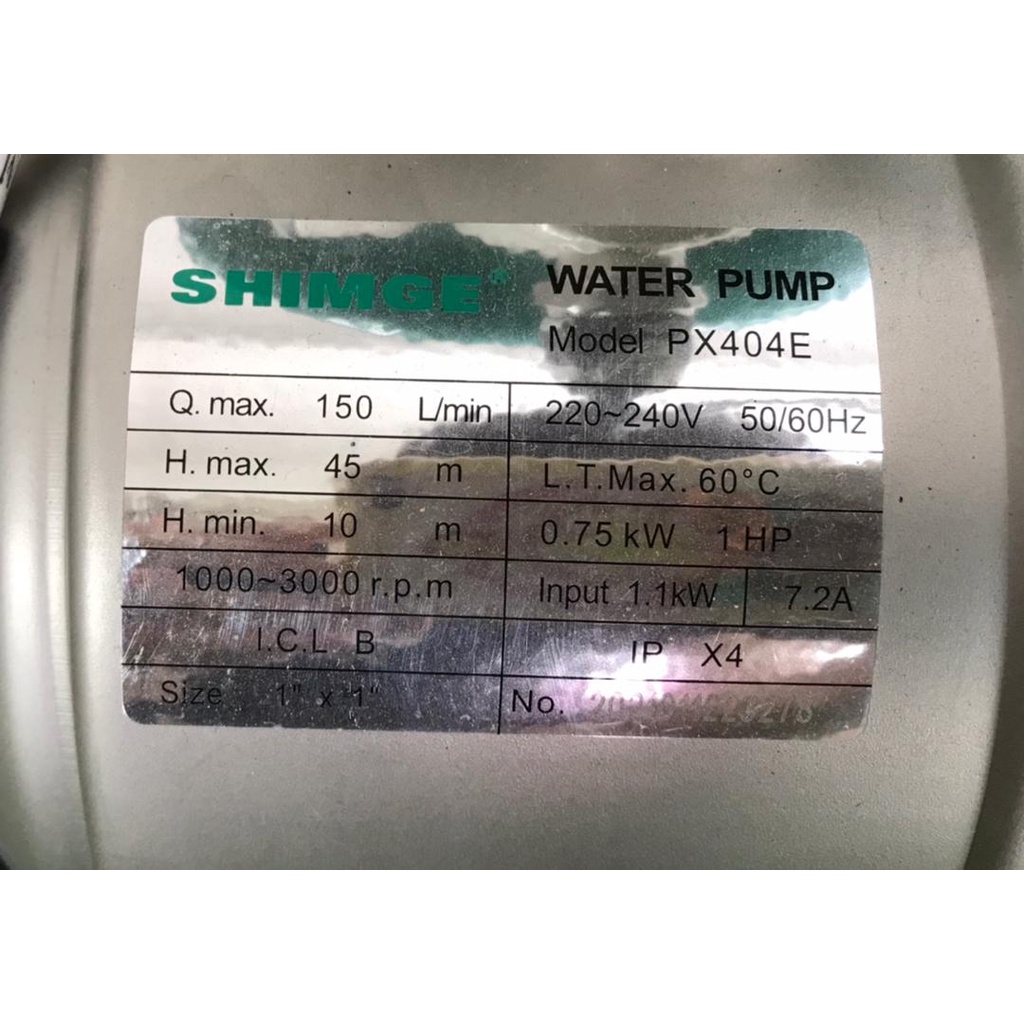 SHIMGE® WATER PUMP
Model PX404E
Q. max. 150 L/min 220~240V 50/60Hz
H. max. 45 m L.T.Max. 60°C
H. min. 10 m 0.75 kW 1 HP
1000~3000 r.p.m Input 1.1kW 7.2A
I.C.L B IP X4
Size 1" x 1" No.